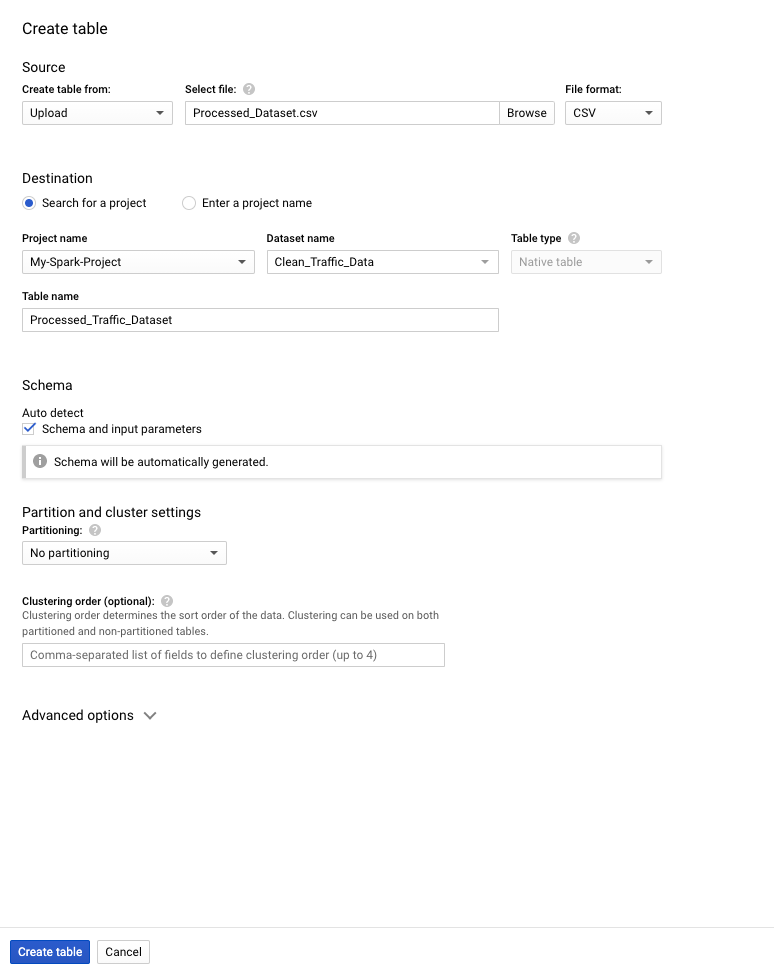 Create table
Source
Create table from: Select file: ? File format:
Upload Processed_Dataset.csv Browse CSV
Destination
Search for a project Enter a project name
Project name Dataset name Table type ?
My-Spark-Project Clean_Traffic_Data Native table
Table name
Processed_Traffic_Dataset
Schema
Auto detect
Schema and input parameters
i Schema will be automatically generated.
Partition and cluster settings
Partitioning: ?
No partitioning
Clustering order (optional): ?
Clustering order determines the sort order of the data. Clustering can be used on both
partitioned and non-partitioned tables.
Comma-separated list of fields to define clustering order (up to 4)
Advanced options
Create table Cancel